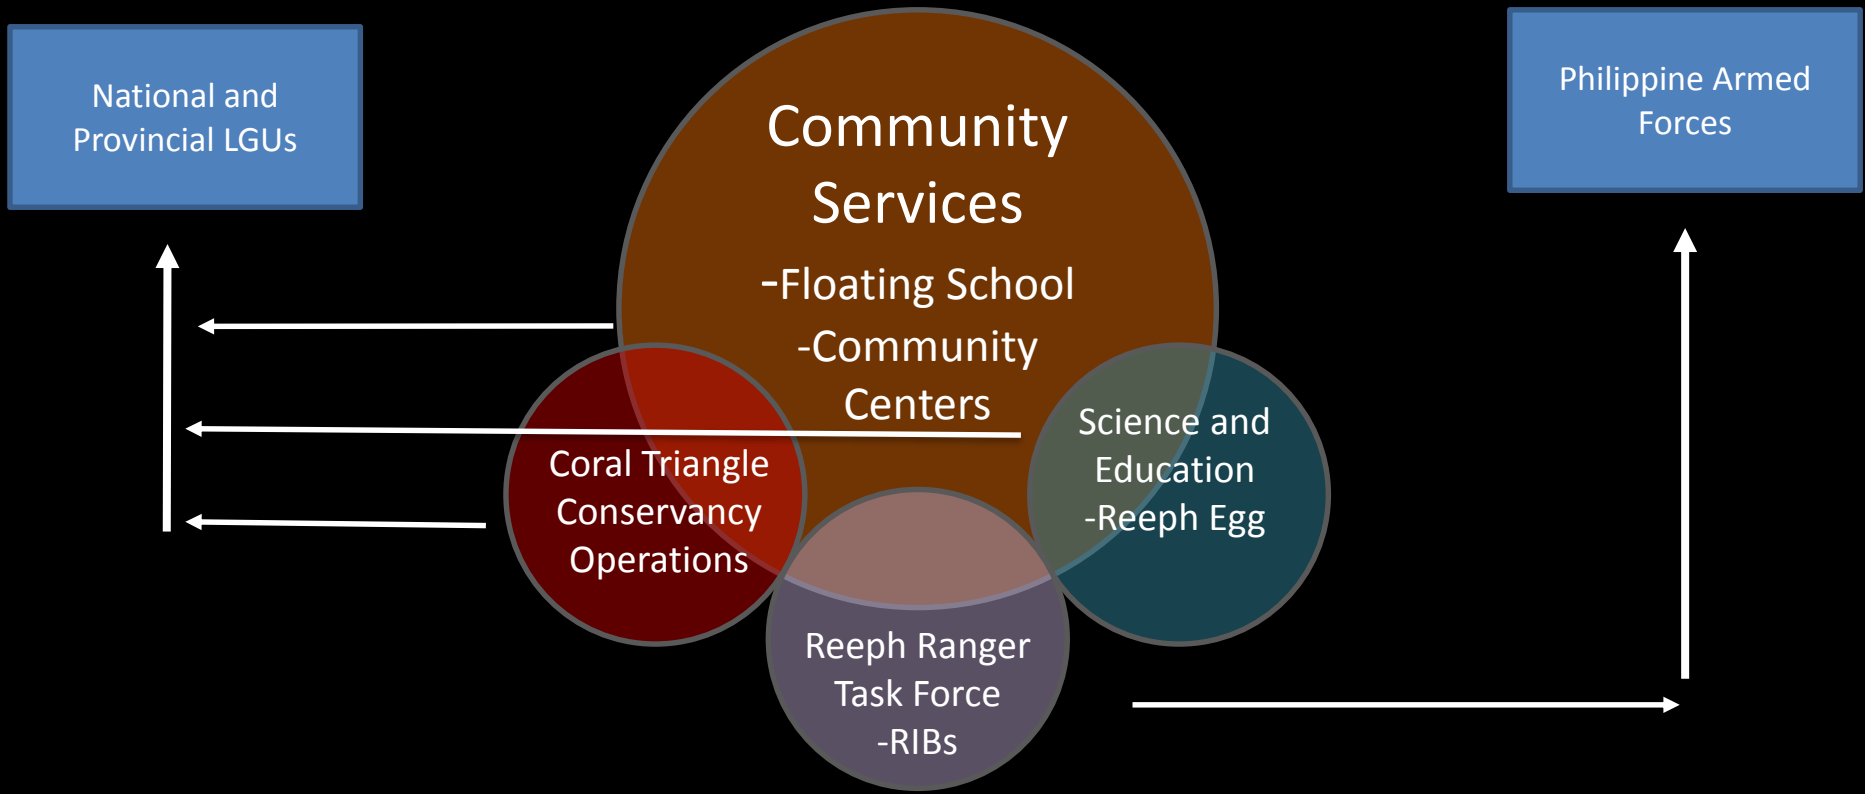 National and
Provincial LGUs
Philippine Armed
Forces
Community
Services
-Floating School
-Community
Centers
Coral Triangle
Conservancy
Operations
Science and
Education
-Reeph Egg
Reeph Ranger
Task Force
-RIBs